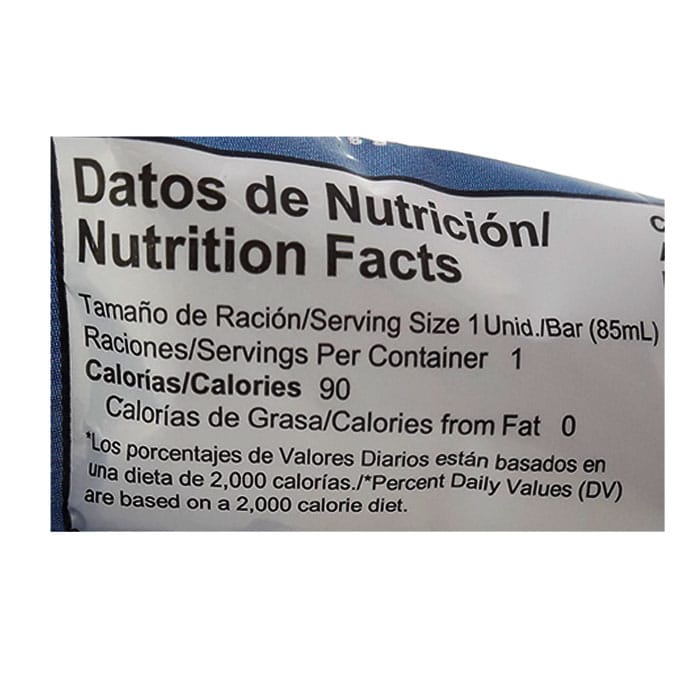 Datos de Nutrición/
Nutrition Facts
Tamaño de Ración/Serving Size 1 Unid./Bar (85mL)
Raciones/Servings Per Container 1
Calorías/Calories 90
Calorías de Grasa/Calories from Fat 0
*Los porcentajes de Valores Diarios están basados en
una dieta de 2,000 calorías./*Percent Daily Values (DV)
are based on a 2,000 calorie diet.